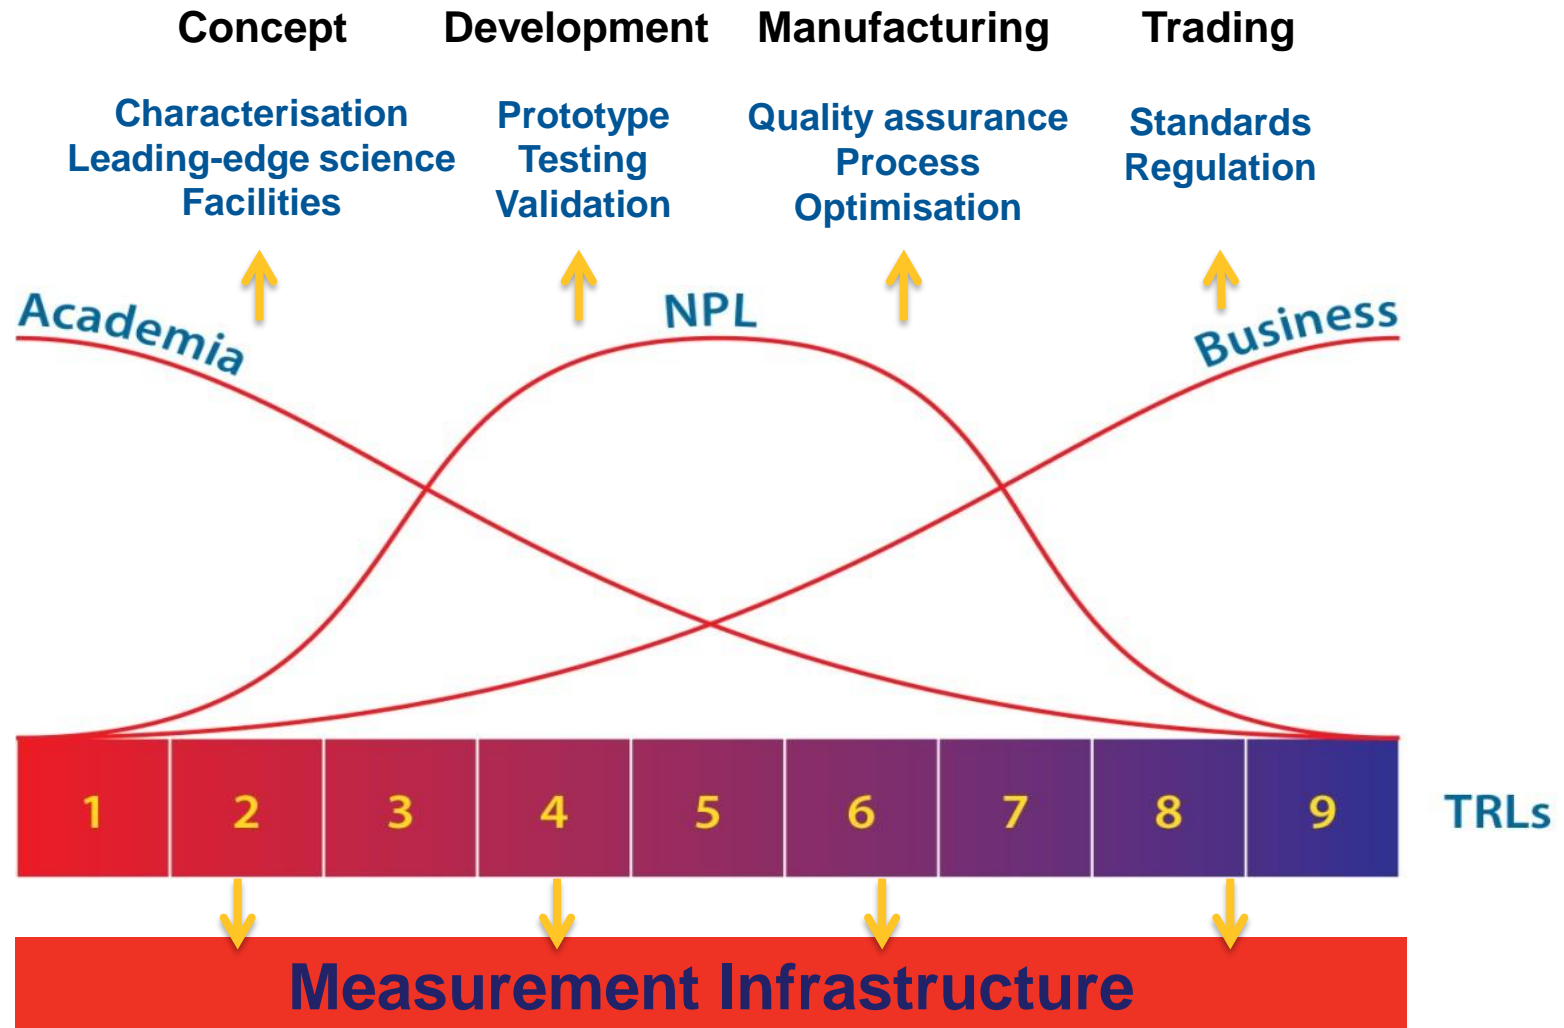 Concept Development Manufacturing Trading
Characterisation
Leading-edge science
Facilities
Prototype
Testing
Validation
Quality assurance
Process
Optimisation
Standards
Regulation
Academia
NPL
Business
1 2 3 4 5 6 7 8 9 TRLs
Measurement Infrastructure